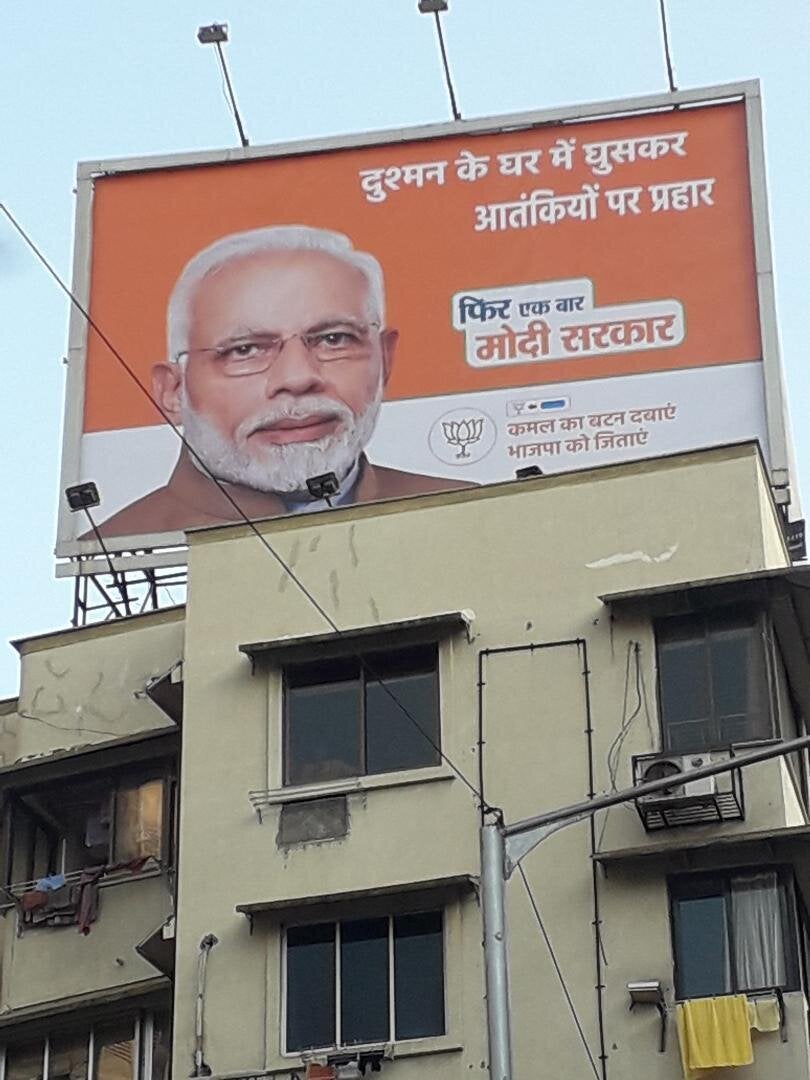 दुश्मन के घर में घुसकर
आतंकियों पर प्रहार
फिर एक बार
मोदी सरकार
कमल का बटन दबाएं
भाजपा को जिताएं